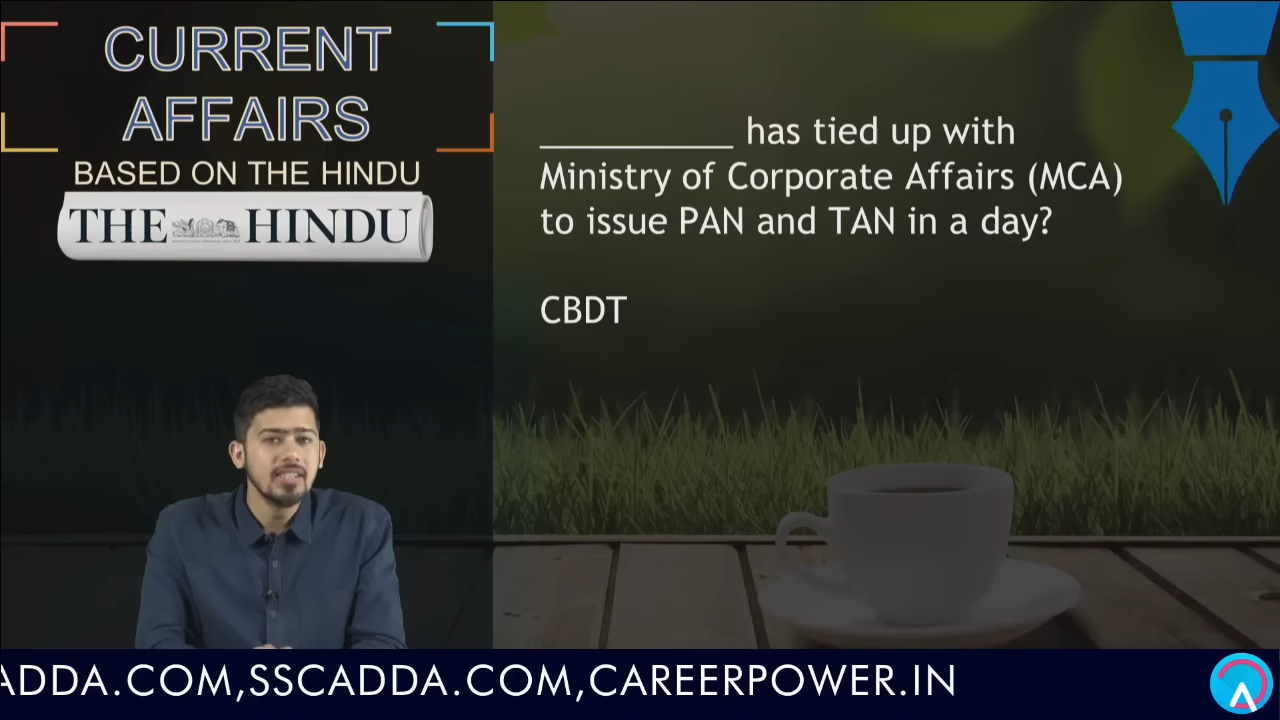 CURRENT
AFFAIRS
BASED ON THE HINDU
THE HINDU
__________ has tied up with
Ministry of Corporate Affairs (MCA)
to issue PAN and TAN in a day?
CBDT
ADDA.COM,SSCADDA.COM,CAREERPOWER.IN